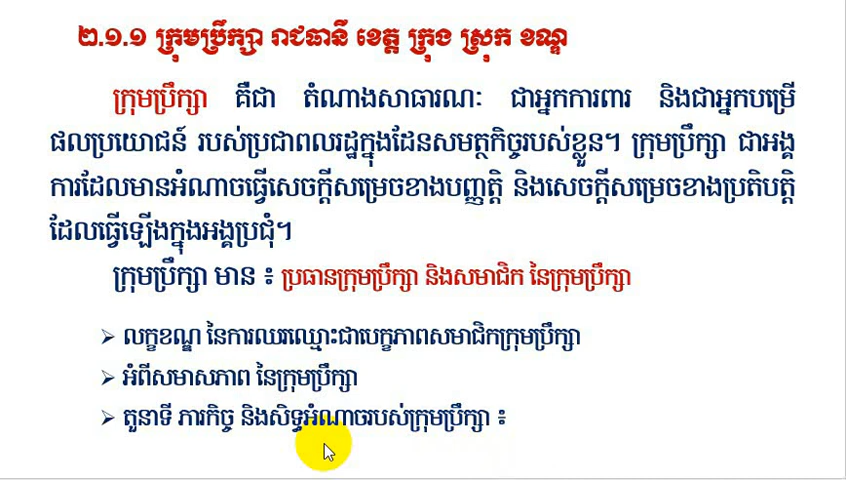 ២.១.១ ក្រុមប្រឹក្សា រាជធានី ខេត្ត ក្រុង ស្រុក ខណ្ឌ
ក្រុមប្រឹក្សា គឺជា តំណាងសាធារណៈ ជាអ្នកការពារ និងជាអ្នកបម្រើ
ផលប្រយោជន៍ របស់ប្រជាពលរដ្ឋក្នុងដែនសមត្ថកិច្ចរបស់ខ្លួន។ ក្រុមប្រឹក្សា ជាអង្គ
ការដែលមានអំណាចធ្វើសេចក្តីសម្រេចខាងបញ្ញត្តិ និងសេចក្តីសម្រេចខាងប្រតិបត្តិ
ដែលធ្វើឡើងក្នុងអង្គប្រជុំ។
ក្រុមប្រឹក្សា មាន ៖ ប្រធានក្រុមប្រឹក្សា និងសមាជិក នៃក្រុមប្រឹក្សា
➢ លក្ខខណ្ឌ នៃការឈរឈ្មោះជាបេក្ខភាពសមាជិកក្រុមប្រឹក្សា
➢ អំពីសមាសភាព នៃក្រុមប្រឹក្សា
➢ តួនាទី ភារកិច្ច និងសិទ្ធអំណាចរបស់ក្រុមប្រឹក្សា ៖